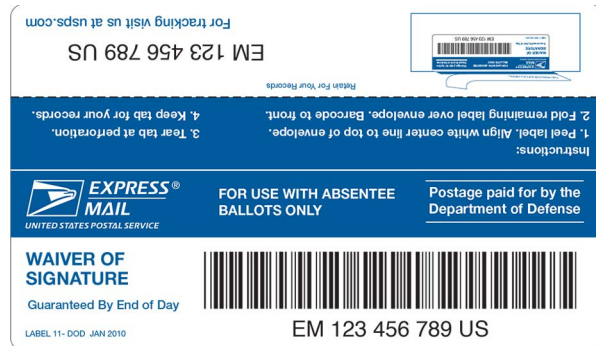 For tracking visit us at usps.com
EM 123 456 789 US
Retain For Your Records
Instructions:
1. Peel label. Align white center line to top of envelope.
2. Fold remaining label over envelope. Barcode to front.
3. Tear tab at perforation.
4. Keep tab for your records.
EXPRESS®
MAIL
UNITED STATES POSTAL SERVICE
FOR USE WITH ABSENTEE
BALLOTS ONLY
Postage paid for by the
Department of Defense
WAIVER OF
SIGNATURE
Guaranteed By End of Day
LABEL 11- DOD JAN 2010
EM 123 456 789 US